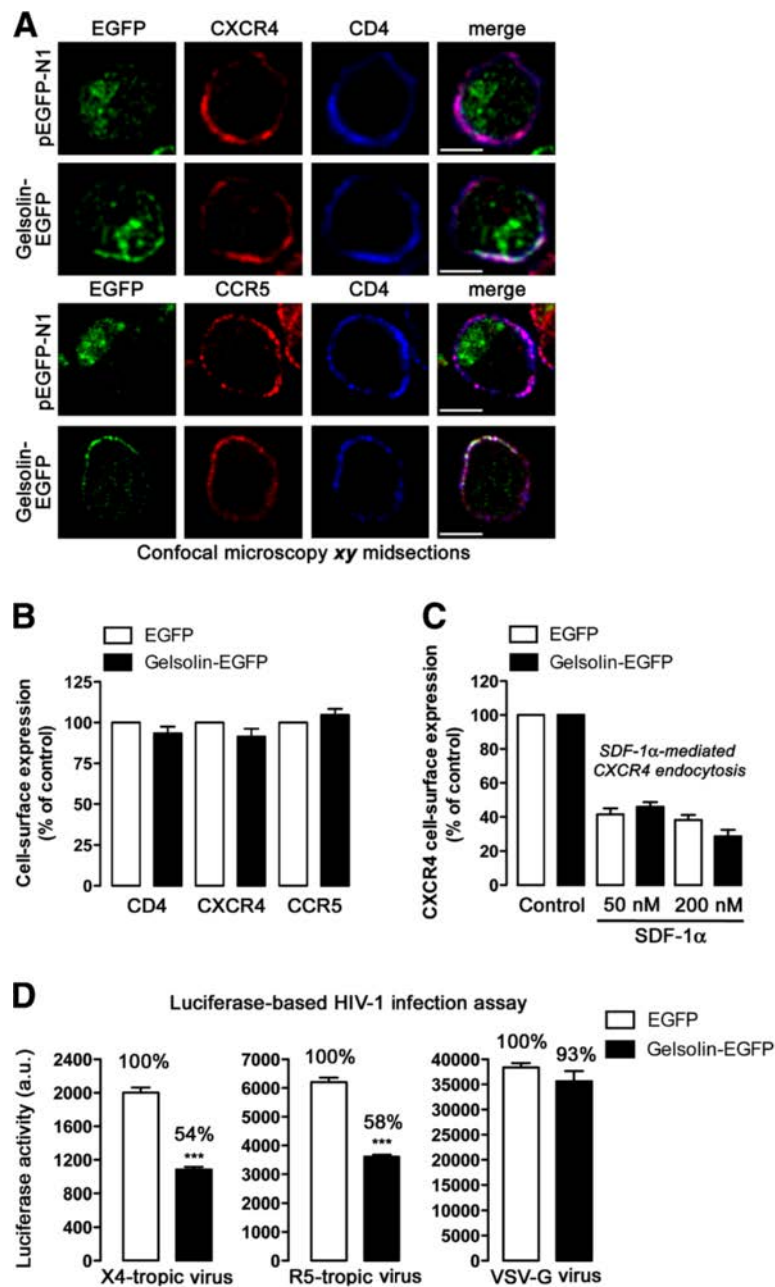 A
EGFP CXCR4 CD4 merge
pEGFP-N1
Gelsolin-
EGFP
EGFP CCR5 CD4 merge
pEGFP-N1
Gelsolin-
EGFP
Confocal microscopy xy midsections
B
EGFP
Gelsolin-EGFP
Cell-surface expression
(% of control)
125
100
75
50
25
0
CD4 CXCR4 CCR5
C
EGFP
Gelsolin-EGFP
CXCR4 cell-surface expression
(% of control)
120
100
80
60
40
20
0
SDF-1α-mediated
CXCR4 endocytosis
Control 50 nM 200 nM
SDF-1α
D
Luciferase-based HIV-1 infection assay
EGFP
Gelsolin-EGFP
Luciferase activity (a.u.)
2400
2000
1600
1200
800
400
0
100%
54%
***
X4-tropic virus
7000
6000
5000
4000
3000
2000
1000
0
100%
58%
***
R5-tropic virus
40000
35000
30000
25000
20000
15000
10000
5000
0
100% 93%
VSV-G virus